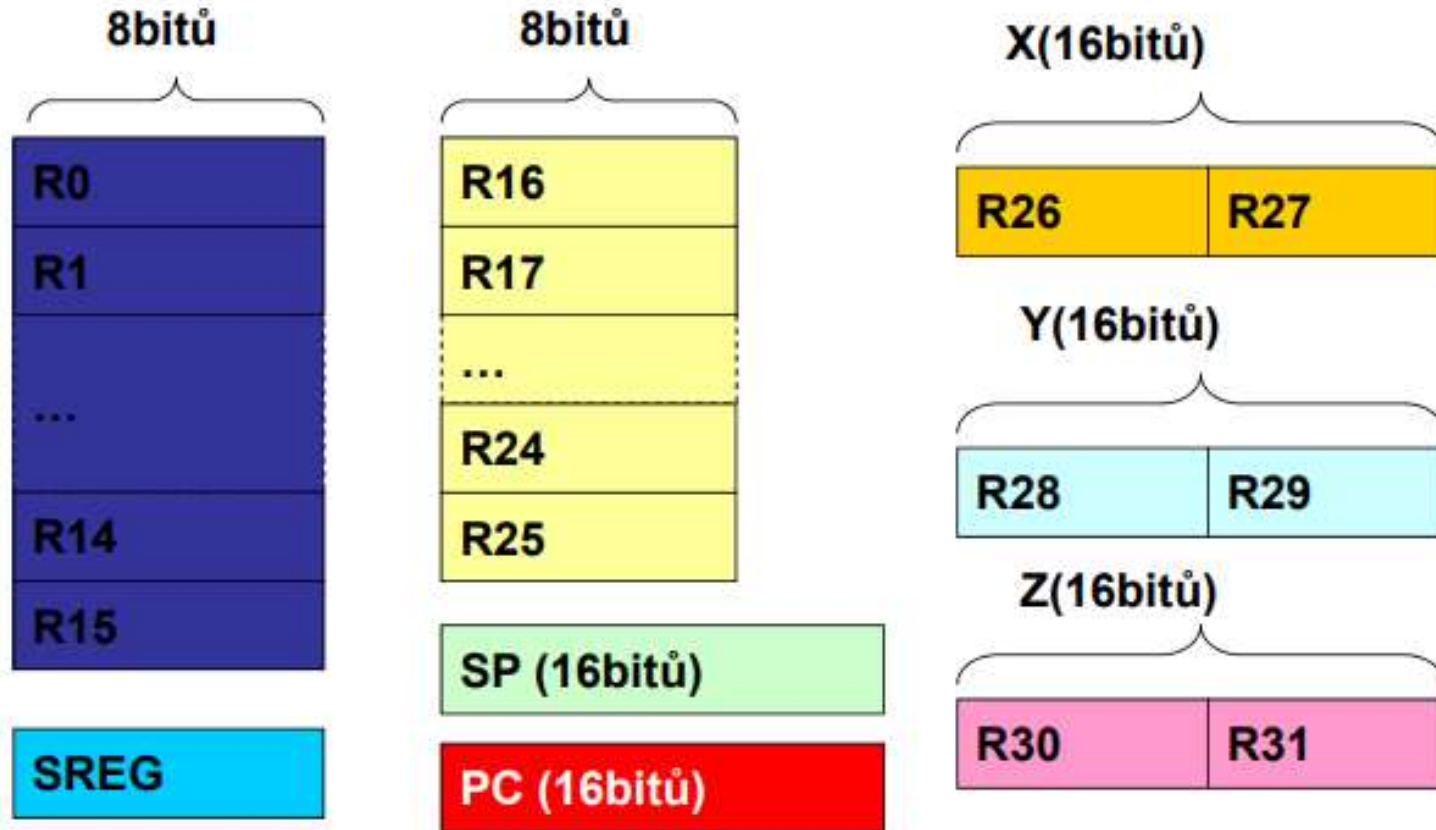 8bitů
R0
R1
...
R14
R15
SREG
8bitů
R16
R17
...
R24
R25
SP (16bitů)
PC (16bitů)
X(16bitů)
R26 R27
Y(16bitů)
R28 R29
Z(16bitů)
R30 R31